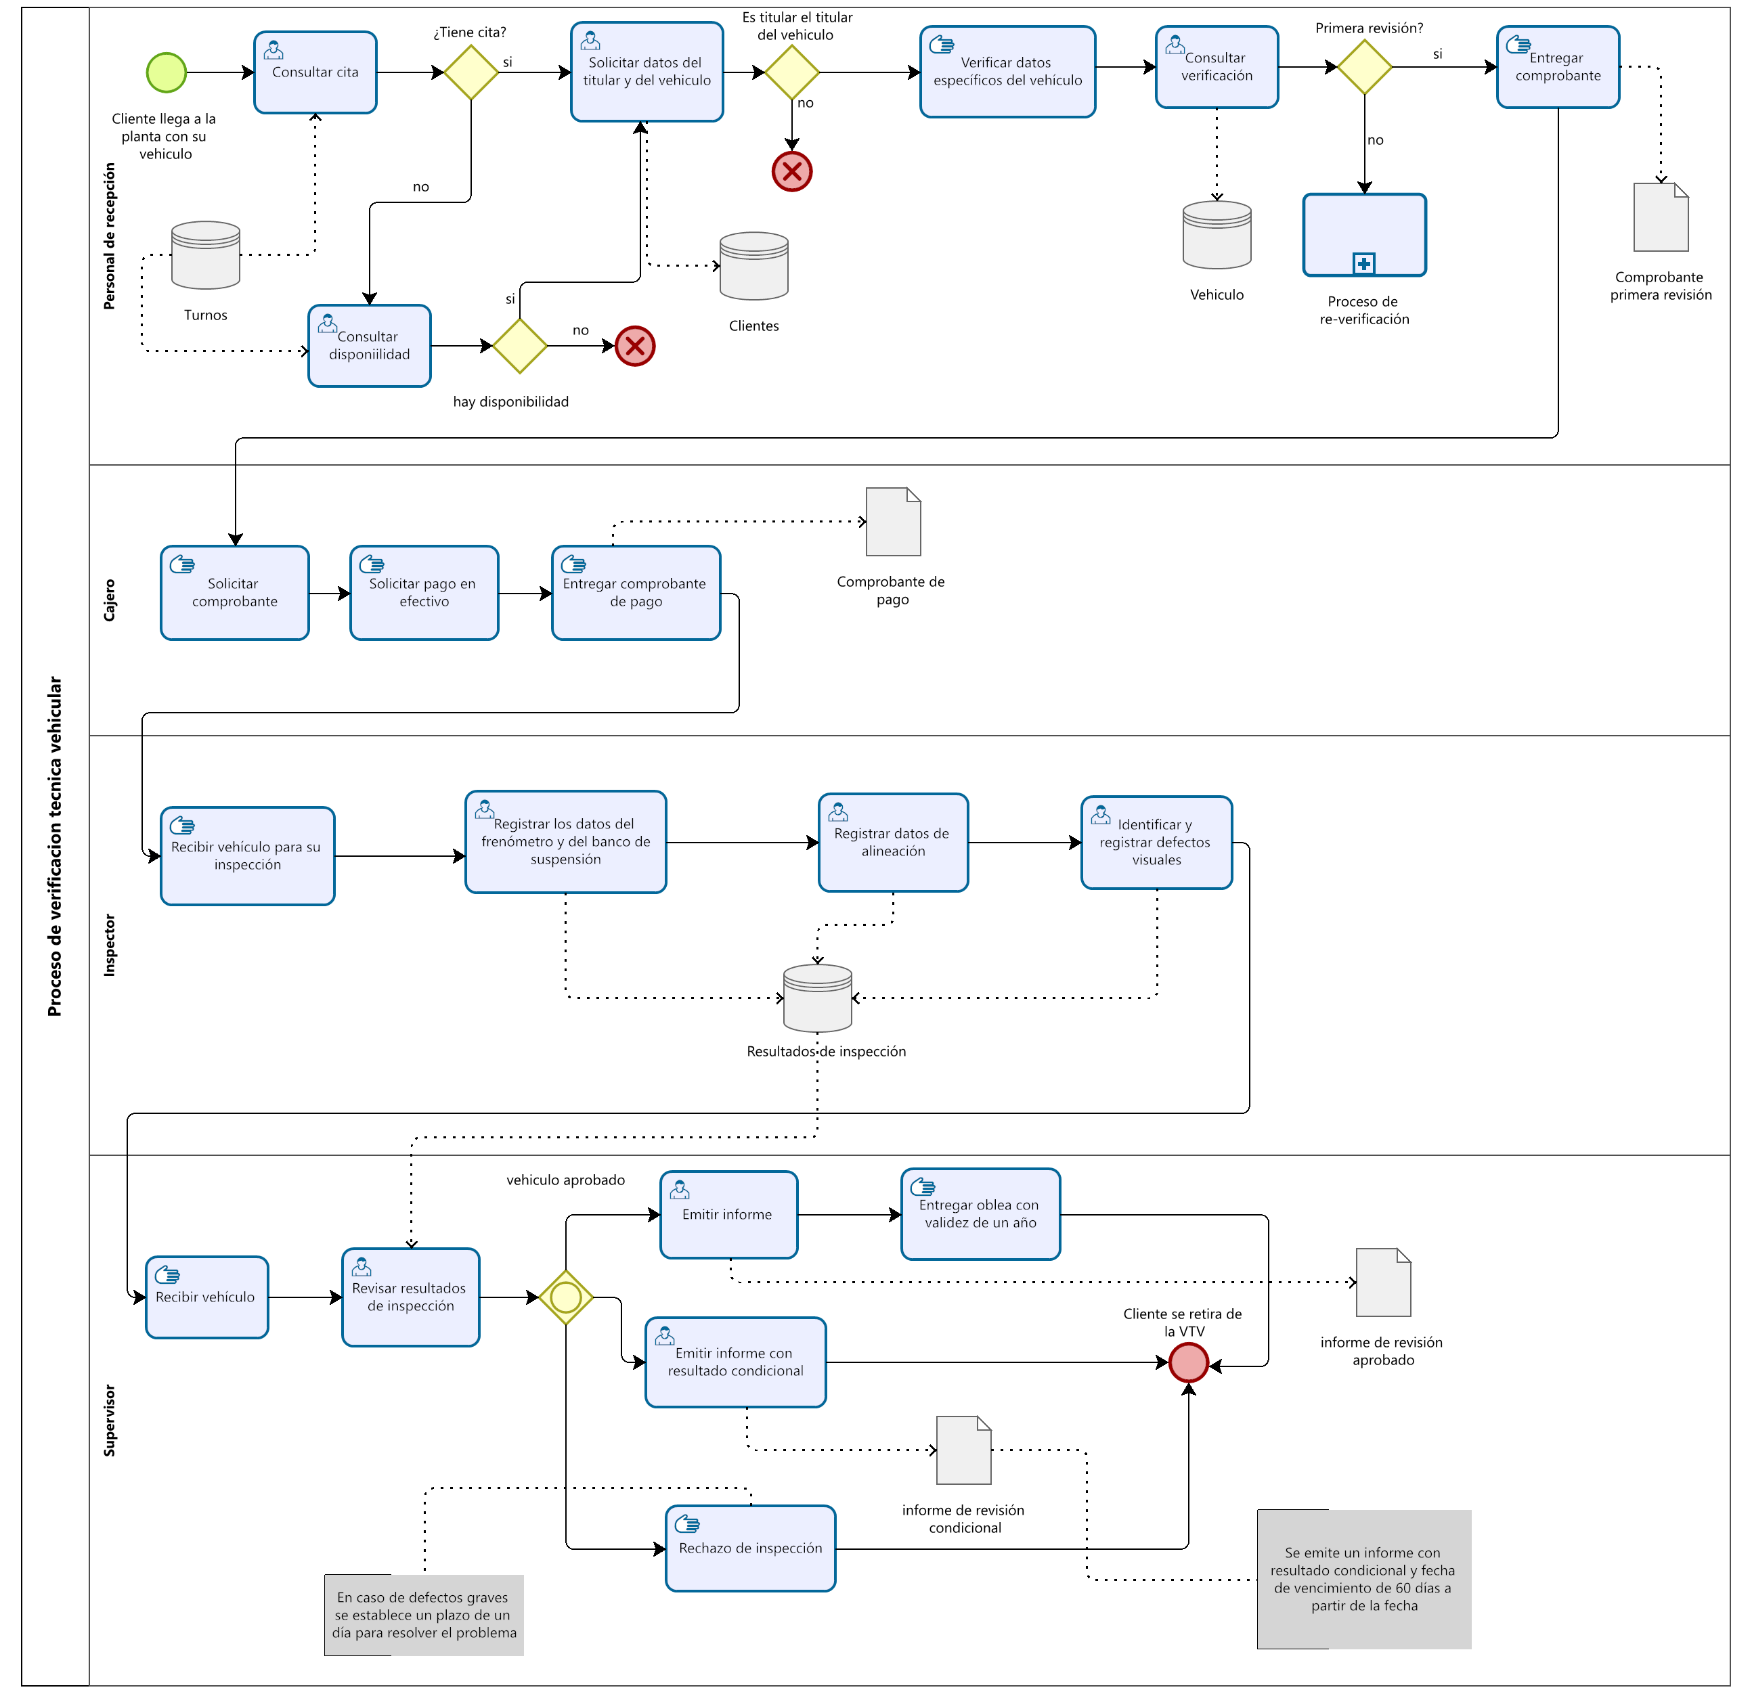 Proceso de verificacion tecnica vehicular
Personal de recepción
Cliente llega a la
planta con su
vehiculo
Consultar cita
¿Tiene cita?
si
no
Solicitar datos del
titular y del vehiculo
Es titular el titular
del vehiculo
no
Verificar datos
específicos del vehículo
Consultar
verificación
Primera revisión?
si
no
Entregar
comprobante
Turnos
Clientes
Vehiculo
Proceso de
re-verificación
Comprobante
primera revisión
Consultar
disponiilidad
si
no
hay disponibilidad
Cajero
Solicitar
comprobante
Solicitar pago en
efectivo
Entregar comprobante
de pago
Comprobante de
pago
Inspector
Recibir vehículo para su
inspección
Registrar los datos del
frenómetro y del banco de
suspensión
Registrar datos de
alineación
Identificar y
registrar defectos
visuales
Resultados de inspección
Supervisor
Recibir vehículo
Revisar resultados
de inspección
vehiculo aprobado
Emitir informe
Entregar oblea con
validez de un año
Emitir informe con
resultado condicional
Cliente se retira de
la VTV
informe de revisión
aprobado
informe de revisión
condicional
Rechazo de inspección
En caso de defectos graves
se establece un plazo de un
día para resolver el problema
Se emite un informe con
resultado condicional y fecha
de vencimiento de 60 días a
partir de la fecha